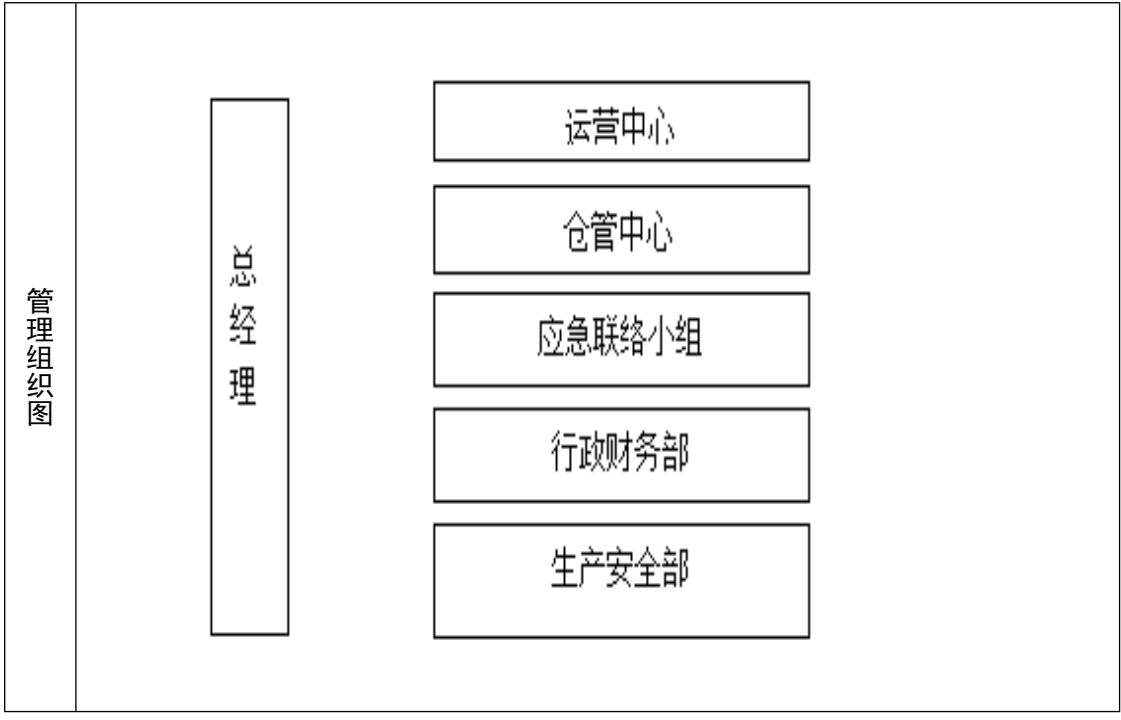 管理组织图
总经理
运营中心
仓管中心
应急联络小组
行政财务部
生产安全部